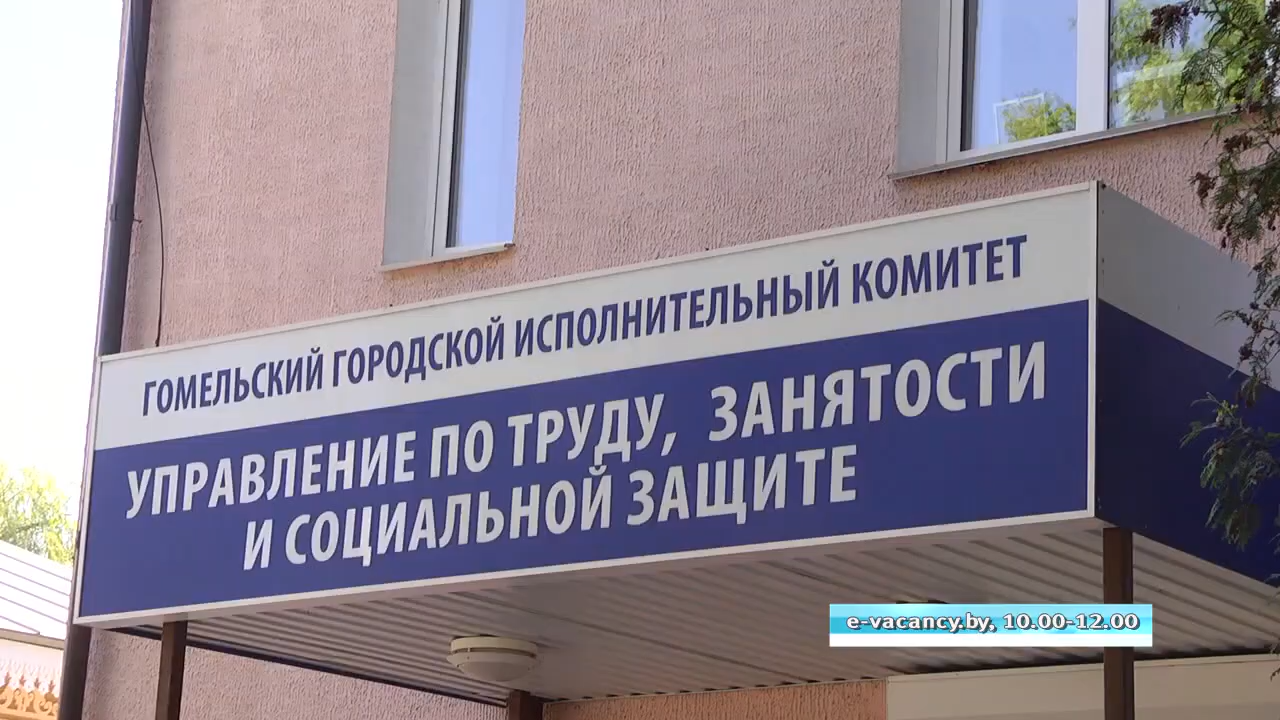 ГОМЕЛЬСКИЙ ГОРОДСКОЙ ИСПОЛНИТЕЛЬНЫЙ КОМИТЕТ
УПРАВЛЕНИЕ ПО ТРУДУ, ЗАНЯТОСТИ
И СОЦИАЛЬНОЙ ЗАЩИТЕ
e-vacancy.by, 10.00-12.00